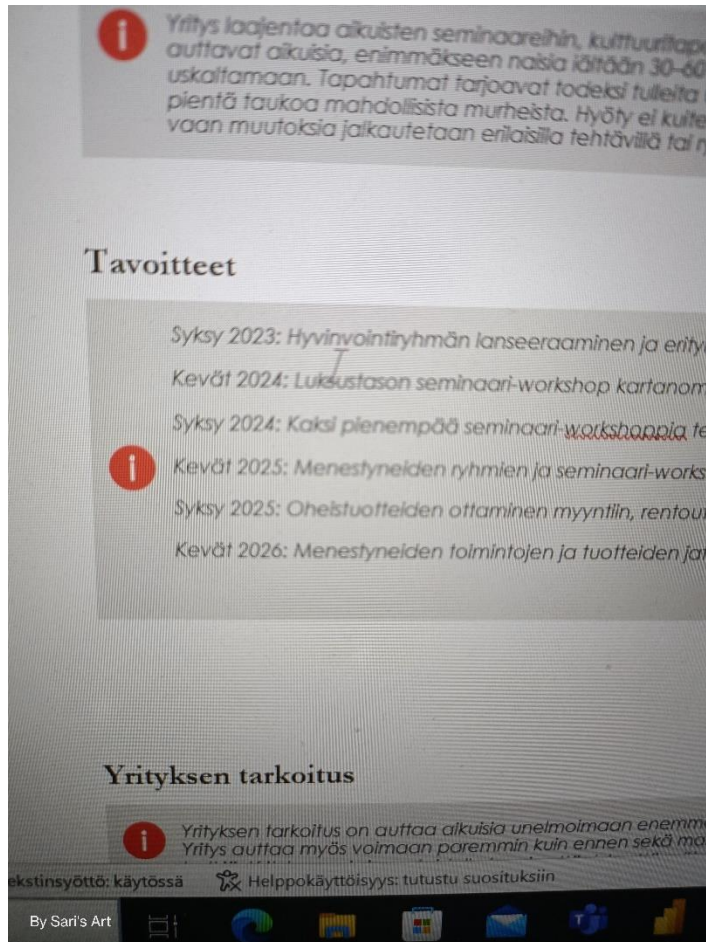 Yritys laajentaa aikuisten seminaareihin, kulttuuritape
auttavat aikuisia, enimmäkseen naisia iältään 30-60
uskaltamaan. Tapahtumat tarjoavat todeksi tulleita
pientä taukoa mahdollisista murheista. Hyöty ei kuite
vaan muutoksia jalkautetaan erilaisilla tehtävillä tai r
Tavoitteet
Syksy 2023: Hyvinvointiryhmän lanseeraaminen ja erity
Kevät 2024: Luksustason seminaari-workshop kartanom
Syksy 2024: Kaksi pienempää seminaari-workshoppia te
Kevät 2025: Menestyneiden ryhmien ja seminaari-works
Syksy 2025: Oheistuotteiden ottaminen myyntiin, rentou
Kevät 2026: Menestyneiden toimintojen ja tuotteiden jat
Yrityksen tarkoitus
Yrityksen tarkoitus on auttaa aikuisia unelmoimaan enemm
Yritys auttaa myös voimaan paremmin kuin ennen sekä ma
ekstinsyöttö: käytössä Helppokäyttöisyys: tutustu suosituksiin
By Sari's Art